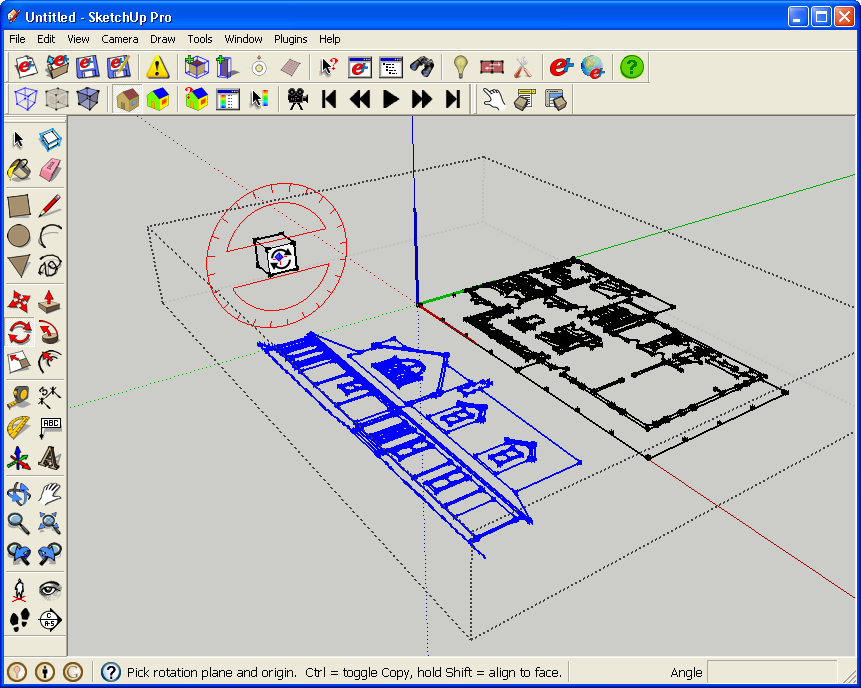 Untitled - SketchUp Pro
File Edit View Camera Draw Tools Window Plugins Help
ABC
Pick rotation plane and origin.  Ctrl = toggle Copy, hold Shift = align to face.
Angle